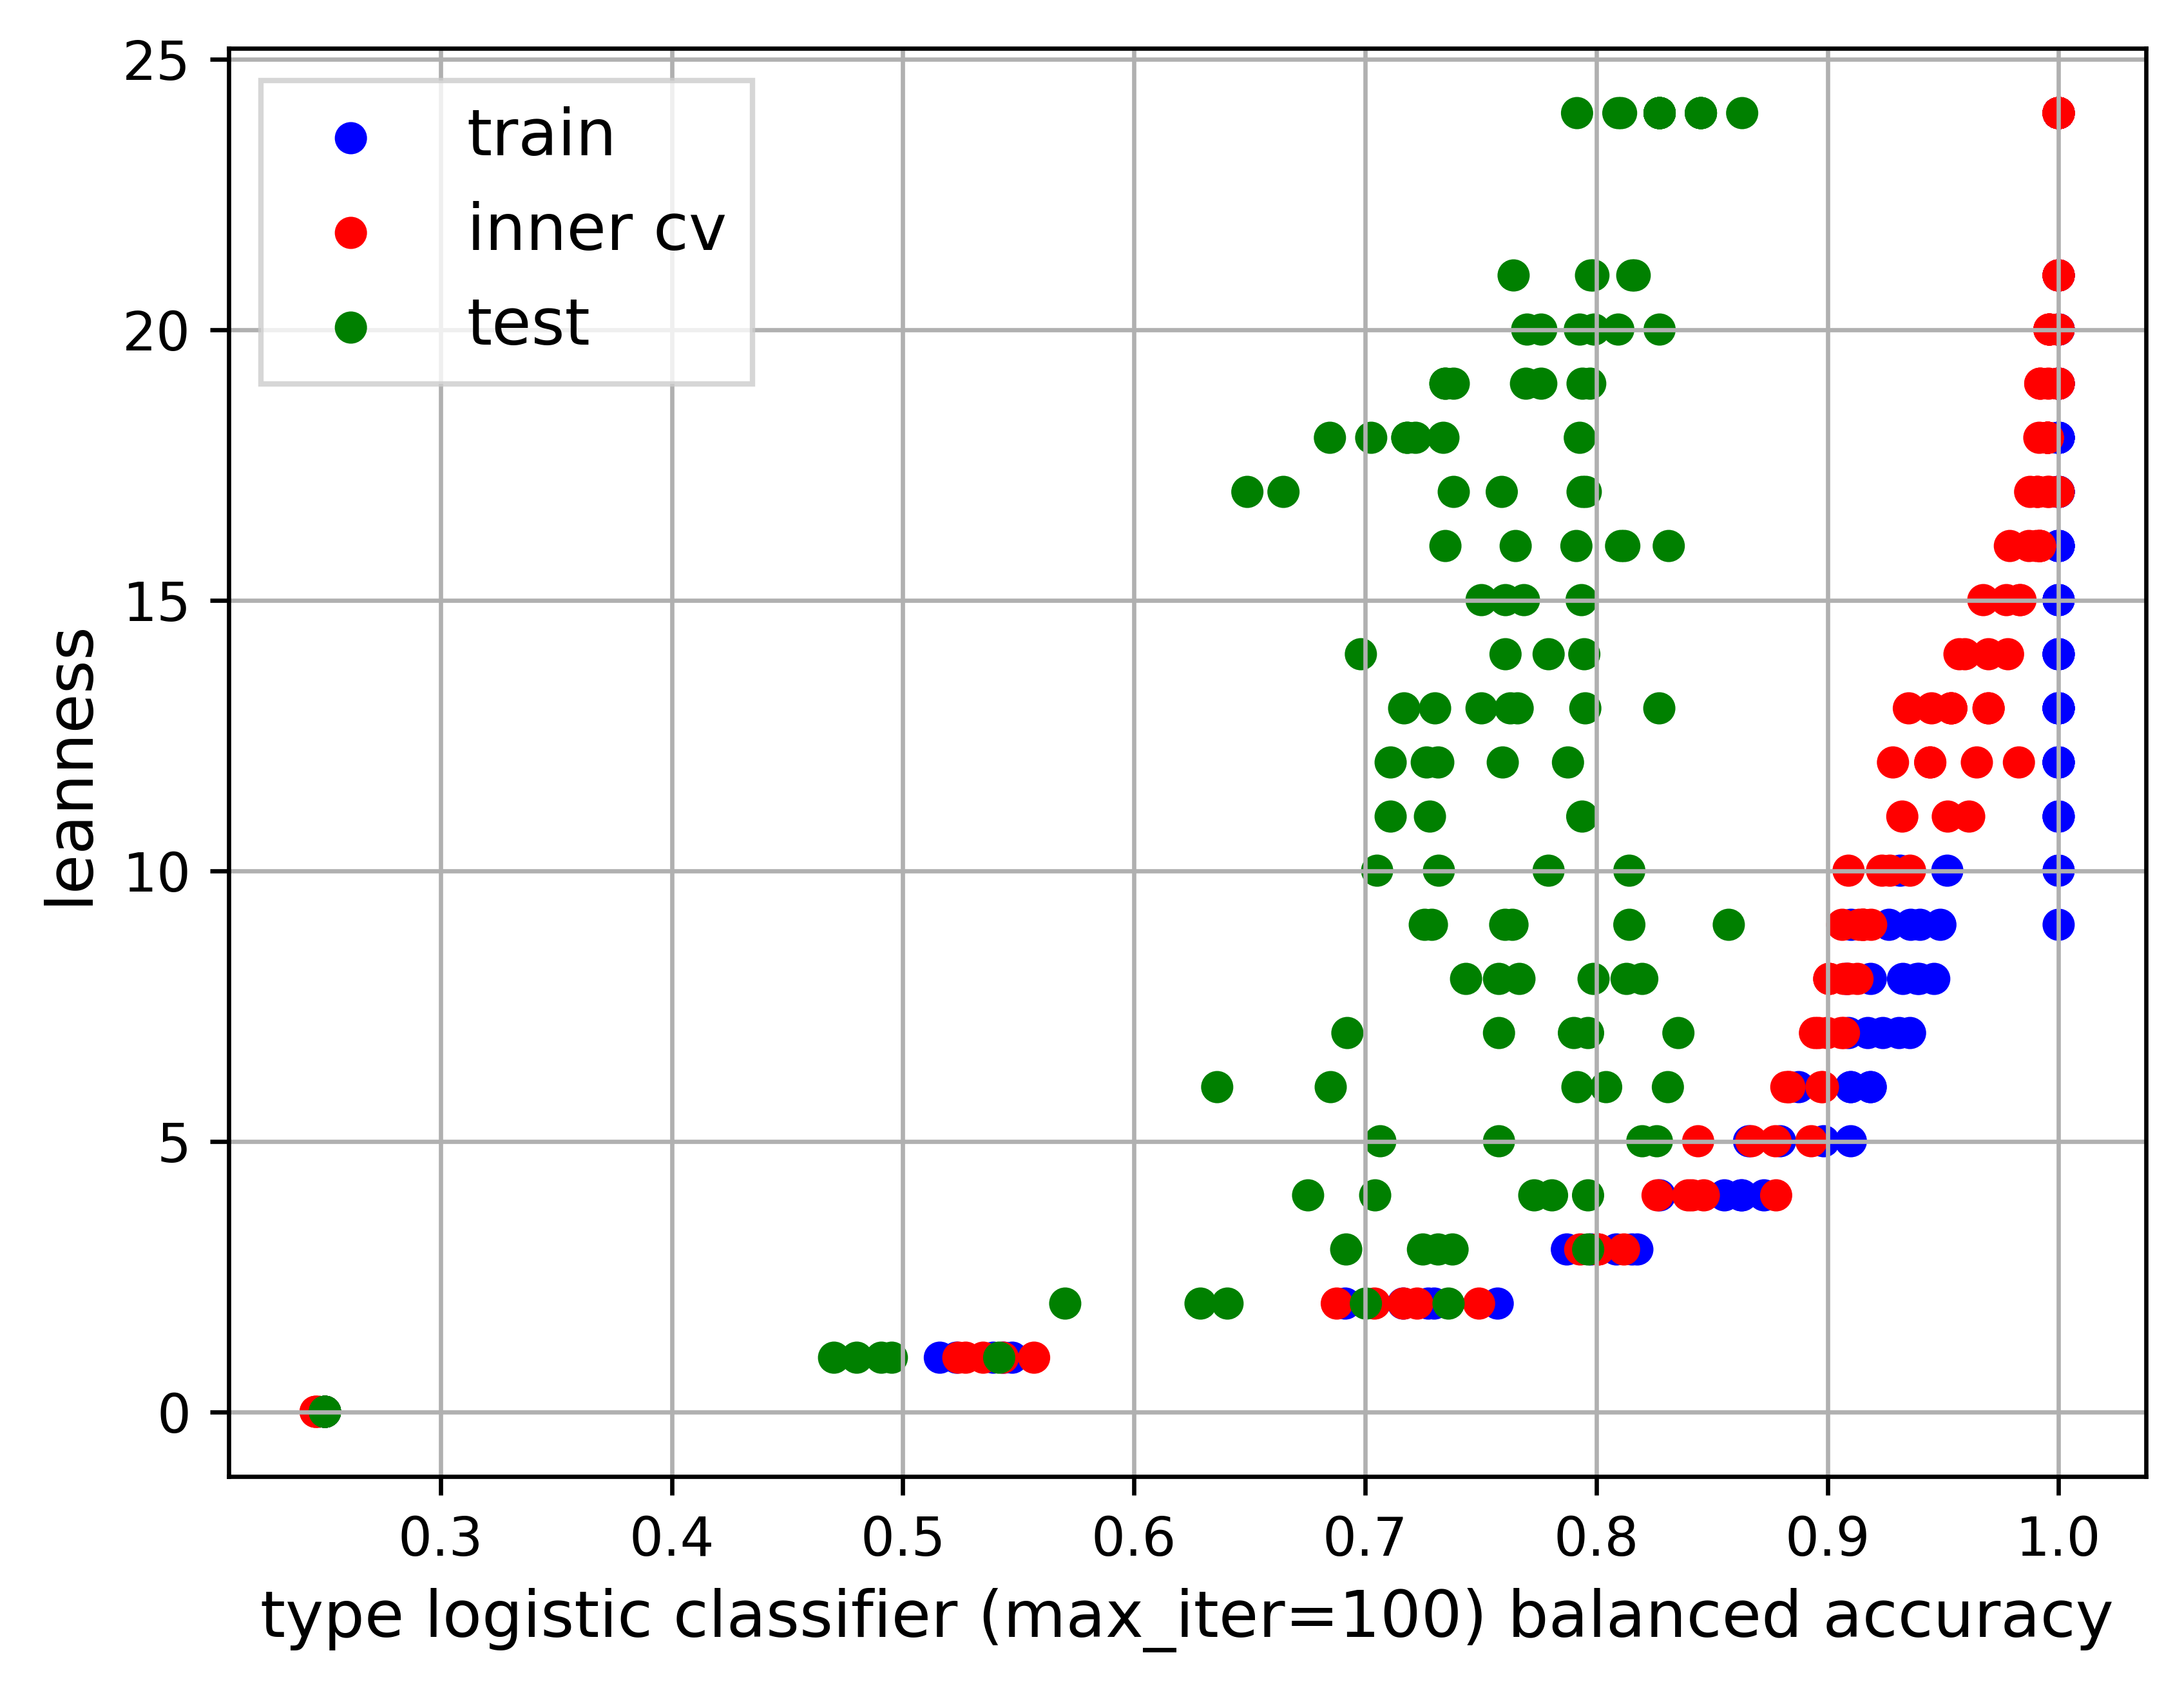 25
20
15
10
5
0
leanness
train
inner cv
test
0.3 0.4 0.5 0.6 0.7 0.8 0.9 1.0
type logistic classifier (max_iter=100) balanced accuracy